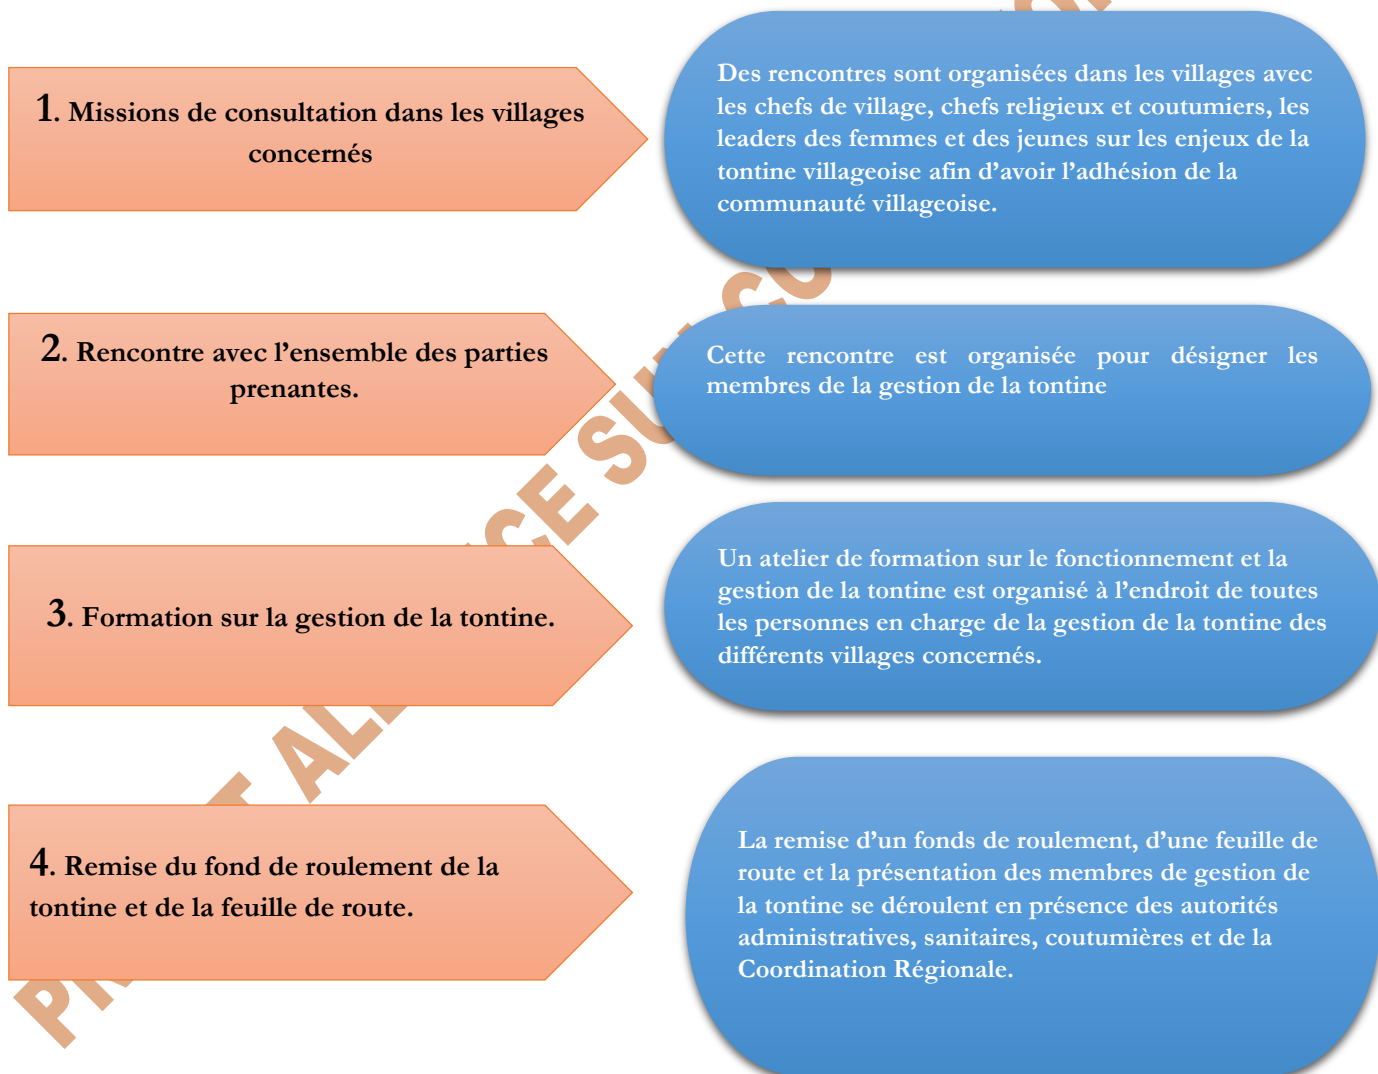 1. Missions de consultation dans les villages
concernés
Des rencontres sont organisées dans les villages avec
les chefs de village, chefs religieux et coutumiers, les
leaders des femmes et des jeunes sur les enjeux de la
tontine villageoise afin d’avoir l’adhésion de la
communauté villageoise.
2. Rencontre avec l’ensemble des parties
prenantes.
Cette rencontre est organisée pour désigner les
membres de la gestion de la tontine
3. Formation sur la gestion de la tontine.
Un atelier de formation sur le fonctionnement et la
gestion de la tontine est organisé à l’endroit de toutes
les personnes en charge de la gestion de la tontine des
différents villages concernés.
4. Remise du fond de roulement de la
tontine et de la feuille de route.
La remise d’un fonds de roulement, d’une feuille de
route et la présentation des membres de gestion de
la tontine se déroulent en présence des autorités
administratives, sanitaires, coutumières et de la
Coordination Régionale.